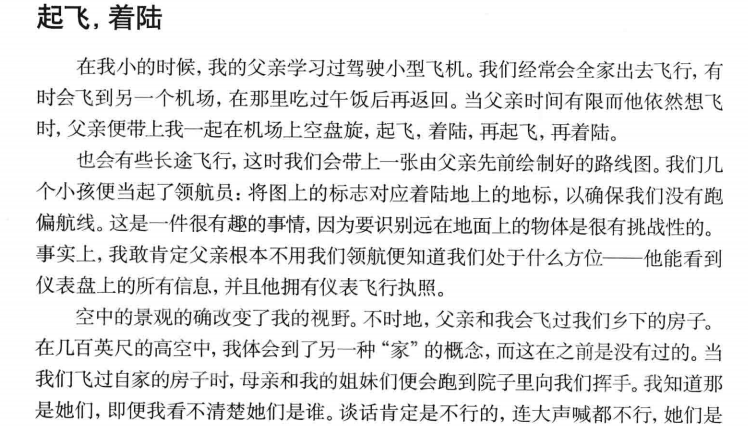 起飞，着陆
在我小的时候，我的父亲学习过驾驶小型飞机。我们经常会全家出去飞行，有
时会飞到另一个机场，在那里吃过午饭后再返回。当父亲时间有限而他依然想飞
时，父亲便带上我一起在机场上空盘旋，起飞，着陆，再起飞，再着陆。
也会有些长途飞行，这时我们会带上一张由父亲先前绘制好的路线图。我们几
个小孩便当起了领航员：将图上的标志对应着陆地上的地标，以确保我们没有跑
偏航线。这是一件很有趣的事情，因为要识别远在地面上的物体是很有挑战性的。
事实上，我敢肯定父亲根本不用我们领航便知道我们处于什么方位——他能看到
仪表盘上的所有信息，并且他拥有仪表飞行执照。
空中的景观的确改变了我的视野。不时地，父亲和我会飞过我们乡下的房子。
在几百英尺的高空中，我体会到了另一种“家”的概念，而这在之前是没有过的。当
我们飞过自家的房子时，母亲和我的姐妹们便会跑到院子里向我们挥手。我知道那
是她们，即便我看不清楚她们是谁。谈话肯定是不行的，连大声喊都不行，她们是